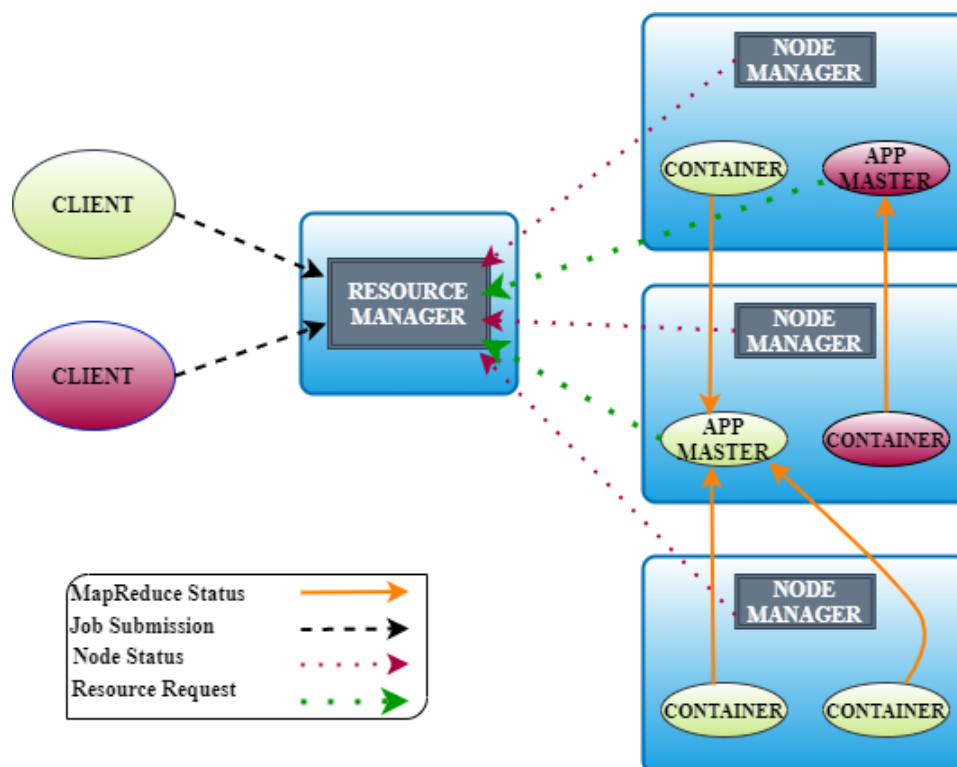 NODE
MANAGER
CONTAINER
APP
MASTER
CLIENT
RESOURCE
MANAGER
CLIENT
NODE
MANAGER
APP
MASTER
CONTAINER
MapReduce Status
Job Submission
Node Status
Resource Request
NODE
MANAGER
CONTAINER
CONTAINER